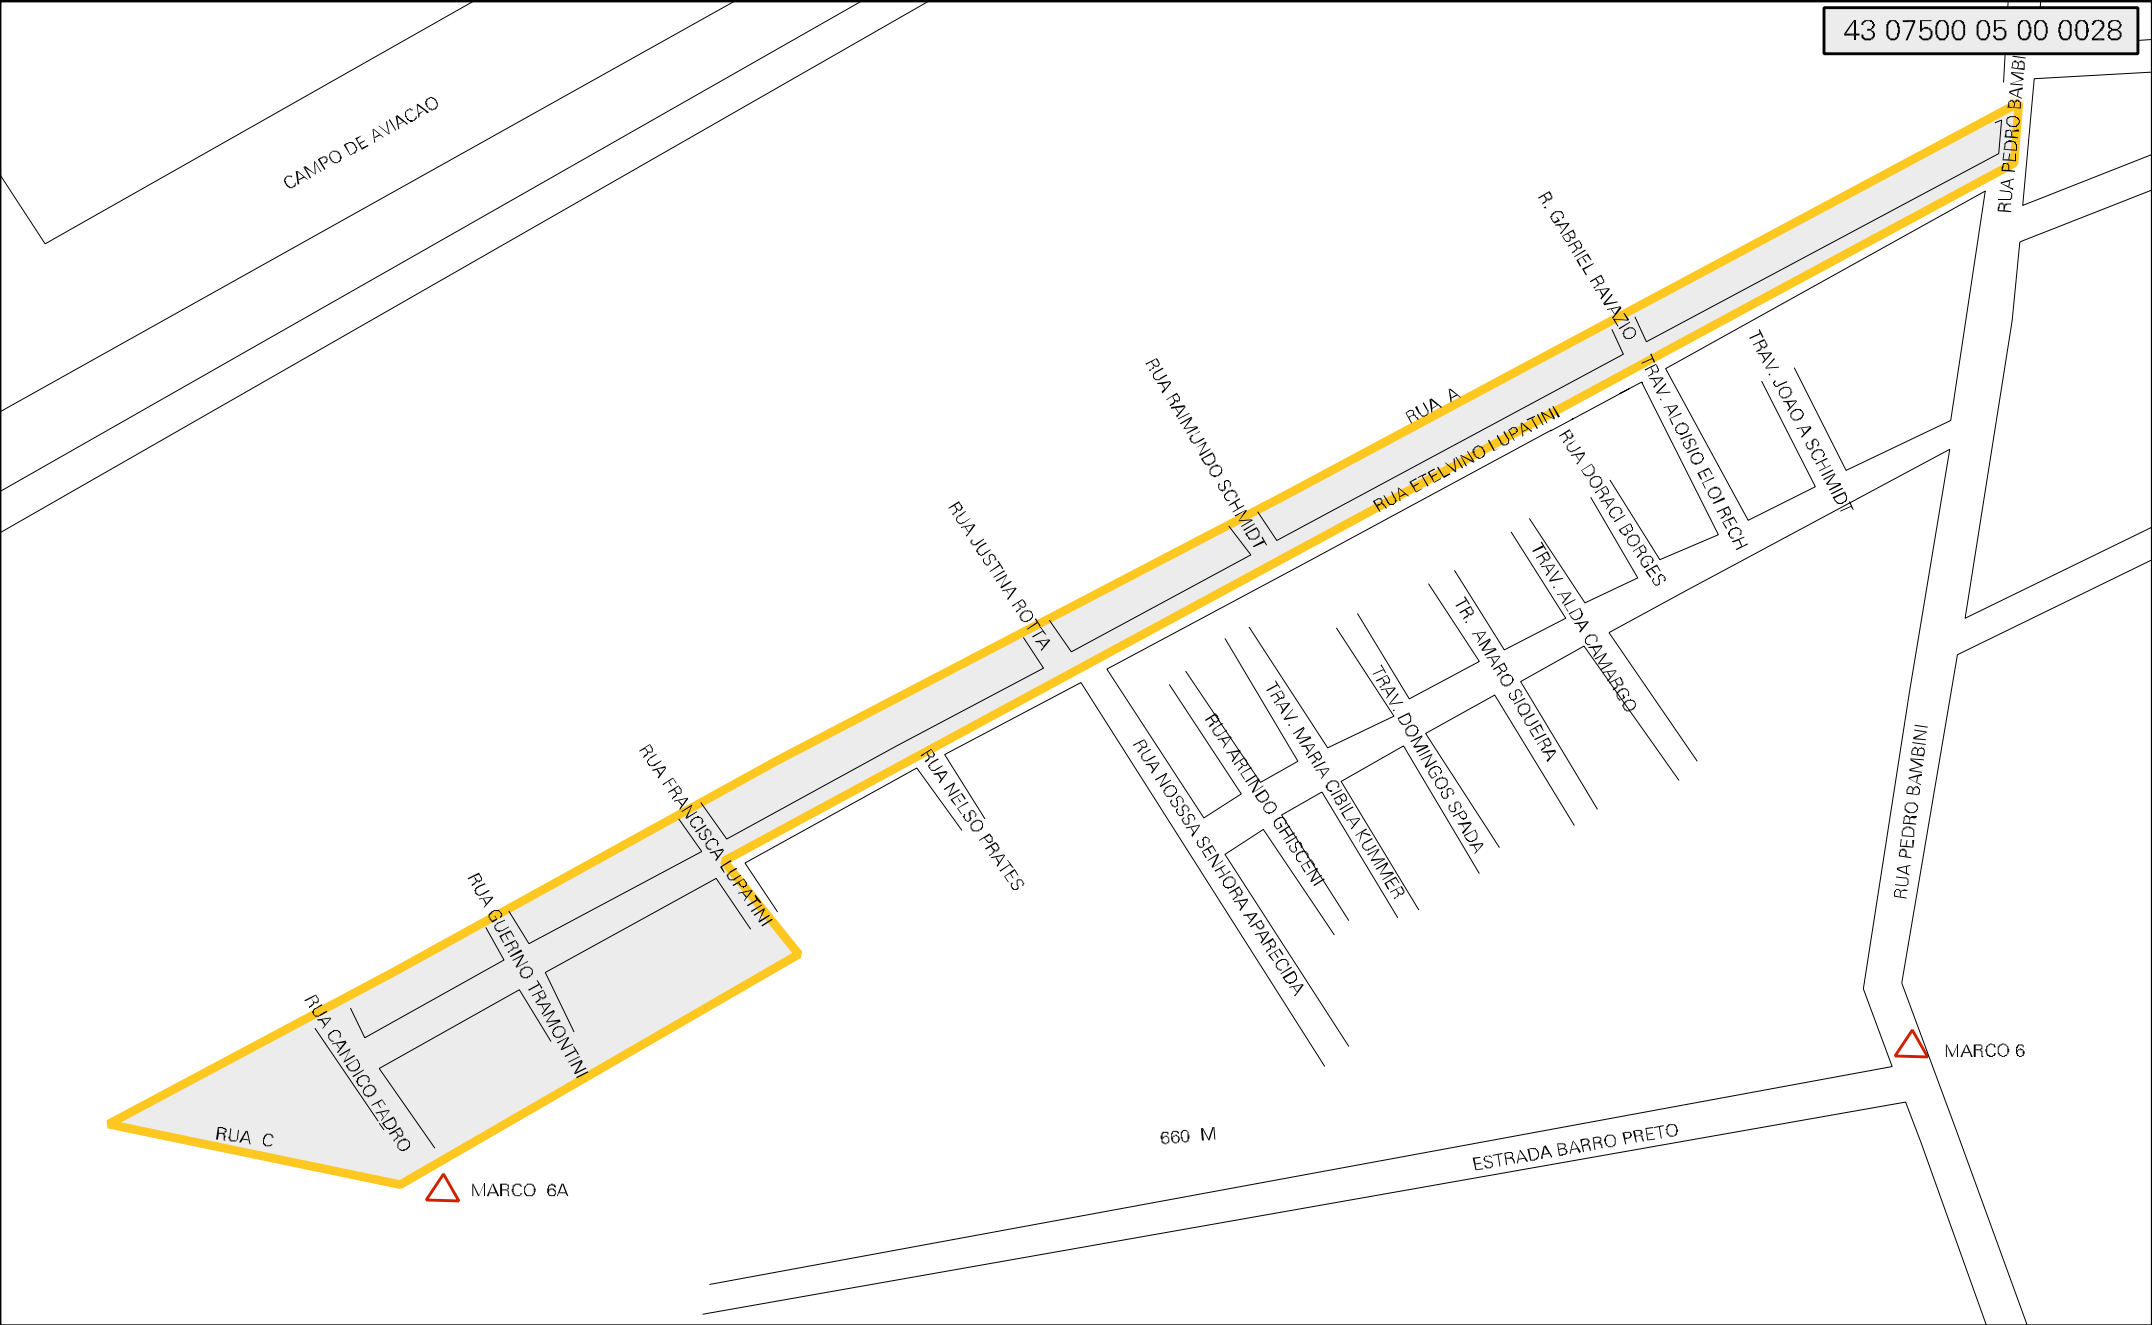 43 07500 05 00 0028
RUA PEDRO BAMBI
CAMPO DE AVIACAO
R. GABRIEL RAVAZIO
TRAV. JOAO A SCHIMIDT
TRAV. ALOISIO ELOI RECH
RUA RAIMUNDO SCHMIDT
RUA A
RUA ETELVINO LUPATINI
RUA DORACI BORGES
RUA JUSTINA ROTTA
TRAV. ALDA CAMARGO
TR. AMARO SIQUEIRA
TRAV. DOMINGOS SPADA
TRAV. MARIA CIBILA KUMMER
RUA ARLINDO GHISCENI
RUA NOSSSA SENHORA APARECIDA
RUA NELSO PRATES
RUA FRANCISCA LUPATINI
RUA PEDRO BAMBINI
RUA GUERINO TRAMONTINI
RUA CANDICO FADRO
RUA C
MARCO 6
660 M
ESTRADA BARRO PRETO
MARCO 6A